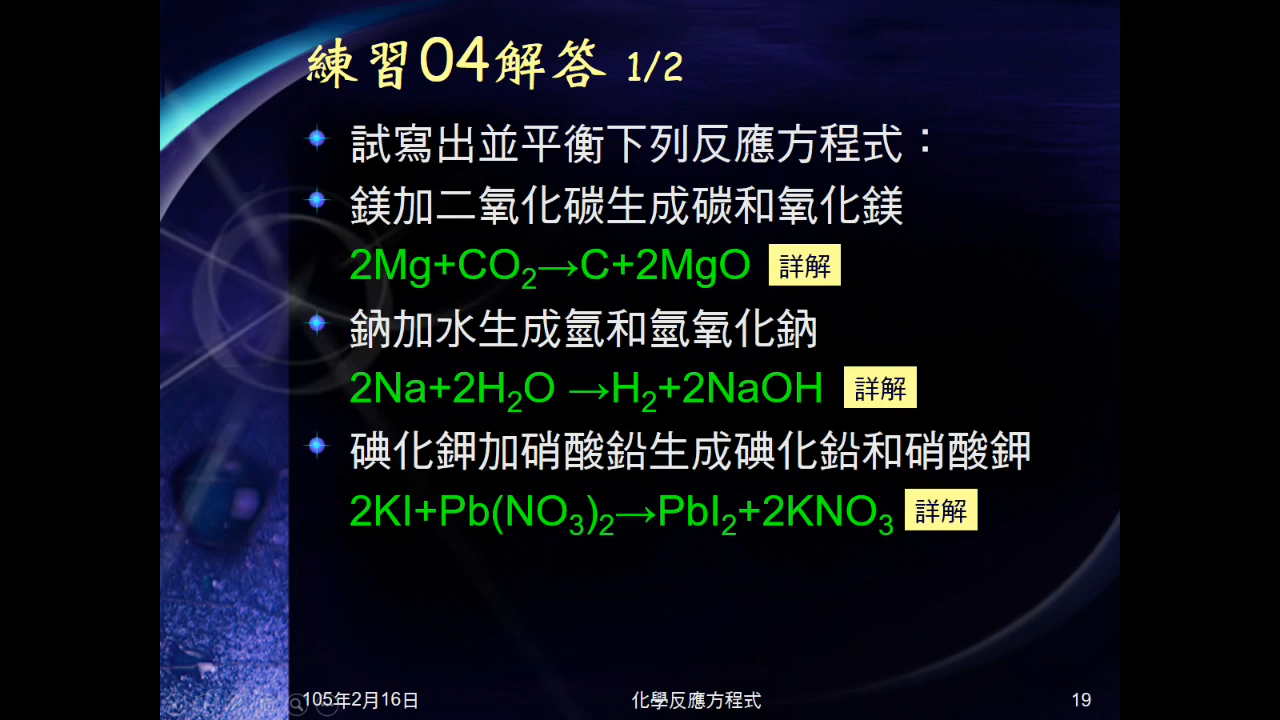 練習04解答 1/2
試寫出並平衡下列反應方程式：
鎂加二氧化碳生成碳和氧化鎂
2Mg+CO₂→C+2MgO 詳解
鈉加水生成氫和氫氧化鈉
2Na+2H₂O →H₂+2NaOH 詳解
碘化鉀加硝酸鉛生成碘化鉛和硝酸鉀
2KI+Pb(NO₃)₂→PbI₂+2KNO₃ 詳解
105年2月16日 化學反應方程式 19